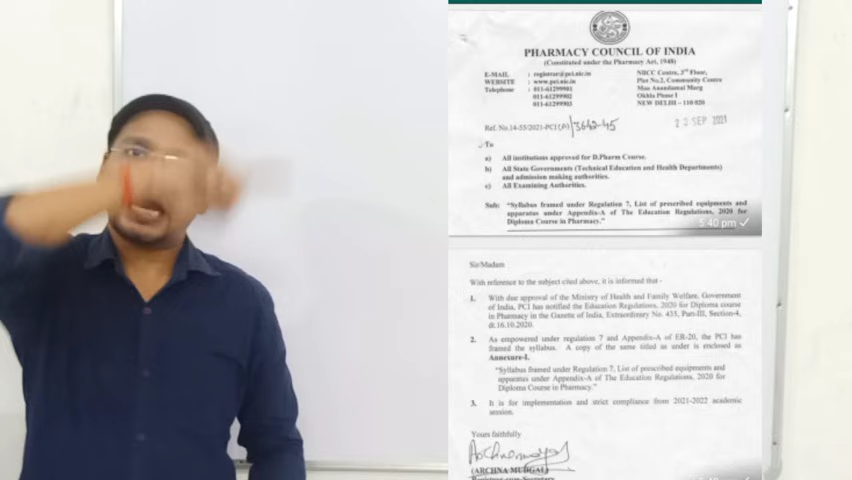 PHARMACY COUNCIL OF INDIA
(Constituted under the Pharmacy Act, 1948)
E-MAIL : registrar@pci.nic.in
WEBSITE : www.pci.nic.in
Telephone : 011-61299901
011-61299902
011-61299903
NBCC Centre, 3rd Floor,
Plot No.2, Community Centre
Maa Anandamai Marg
Okhla Phase I
NEW DELHI – 110 020
Ref. No.14-55/2021-PCI(A)/3642-45
22 SEP 2021
To
a) All institutions approved for D.Pharm Course.
b) All State Governments (Technical Education and Health Departments)
and admission making authorities.
c) All Examining Authorities.
Sub: "Syllabus framed under Regulation 7, List of prescribed equipments and
apparatus under Appendix-A of The Education Regulations, 2020 for
Diploma Course in Pharmacy."
5:40 pm
Sir/Madam
With reference to the subject cited above, it is informed that -
1. With due approval of the Ministry of Health and Family Welfare, Government
of India, PCI has notified the Education Regulations, 2020 for Diploma course
in Pharmacy in the Gazette of India, Extraordinary No. 435, Part-III, Section-4,
dt.16.10.2020.
2. As empowered under regulation 7 and Appendix-A of ER-20, the PCI has
framed the syllabus. A copy of the same titled as under is enclosed as
Annexure-I.
"Syllabus framed under Regulation 7, List of prescribed equipments and
apparatus under Appendix-A of The Education Regulations, 2020 for
Diploma Course in Pharmacy."
3. It is for implementation and strict compliance from 2021-2022 academic
session.
Yours faithfully
(ARCHNA MUDGAL)
Registrar-cum-Secretary